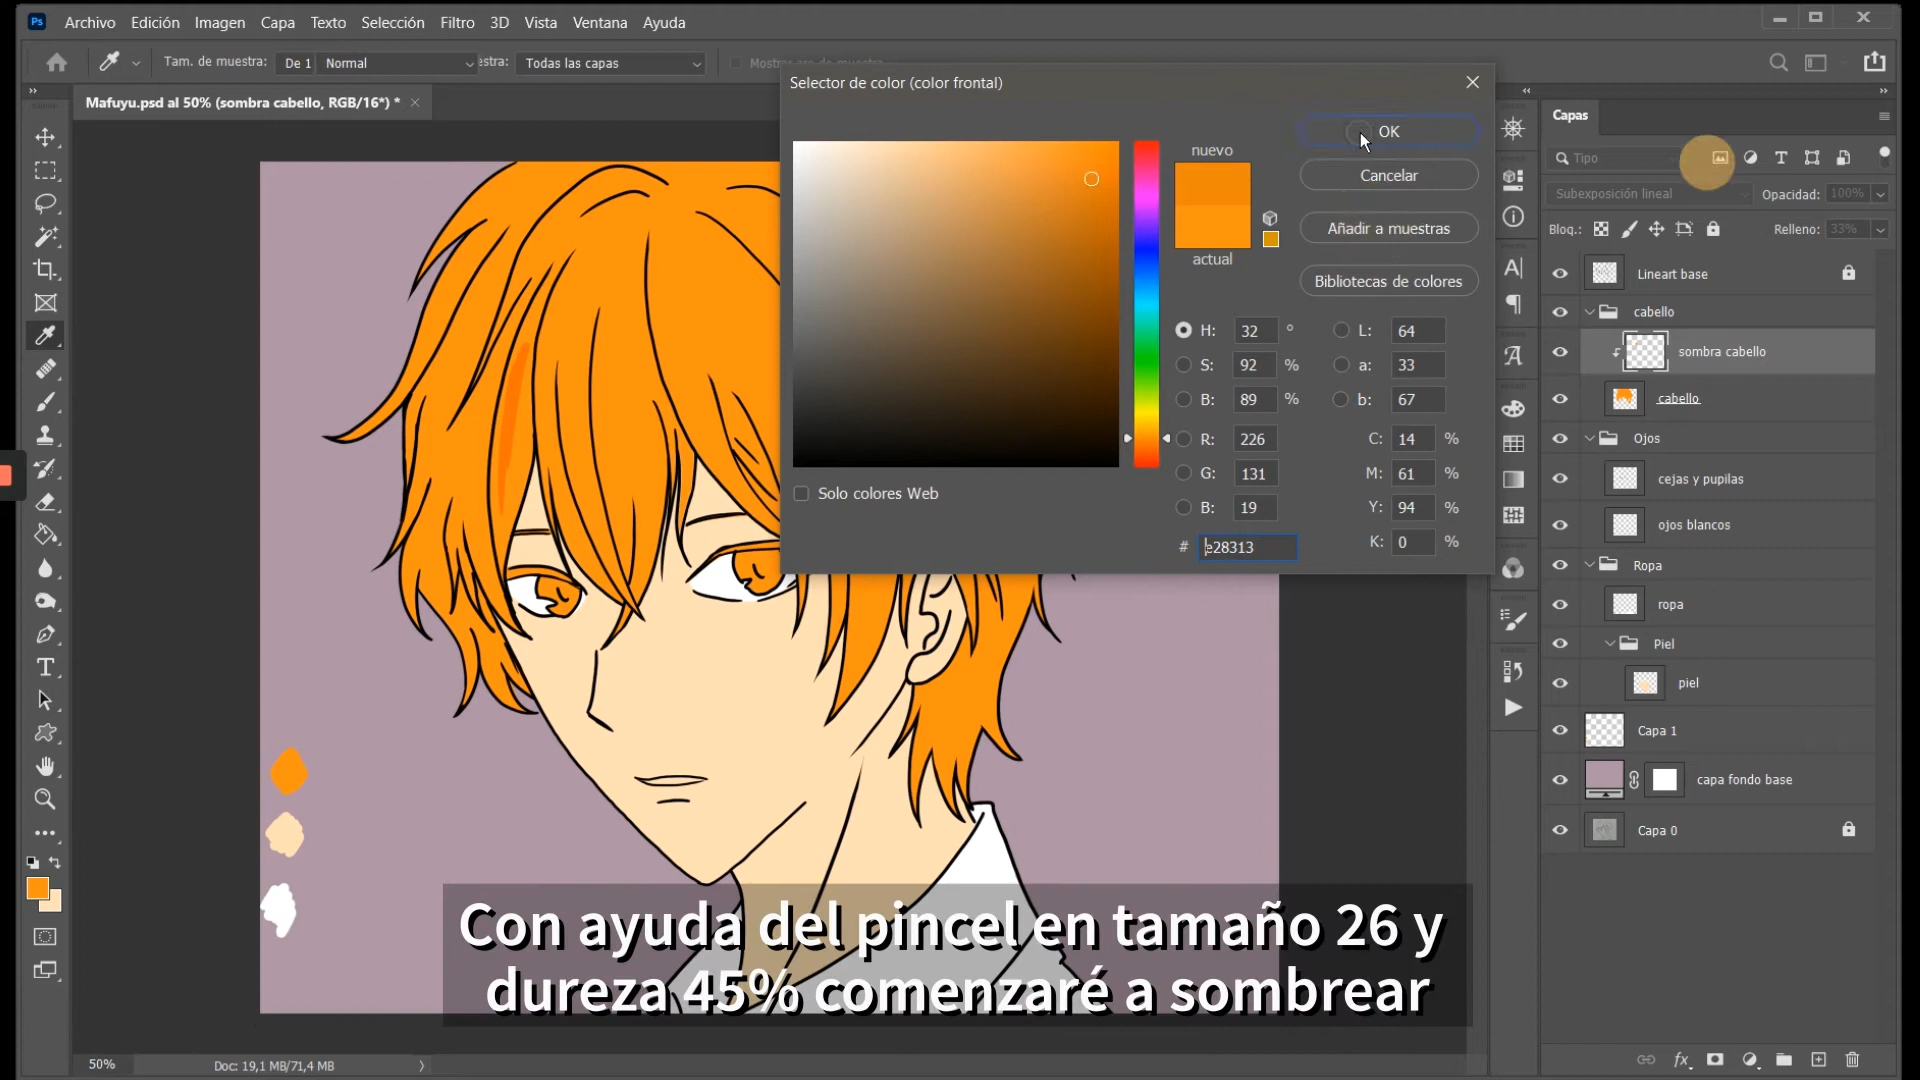 Ps Archivo Edición Imagen Capa Texto Selección Filtro 3D Vista Ventana Ayuda
Tam. de muestra: De 1 Normal estra: Todas las capas Mostrar aro de muestra
Mafuyu.psd al 50% (sombra cabello, RGB/16*) *
Selector de color (color frontal)
nuevo
actual
OK
Cancelar
Añadir a muestras
Bibliotecas de colores
H: 32 ° L: 64
S: 92 % a: 33
B: 89 % b: 67
R: 226 C: 14 %
G: 131 M: 61 %
B: 19 Y: 94 %
# e28313 K: 0 %
Solo colores Web
Capas
Tipo
Subexposición lineal Opacidad: 100%
Bloq.: Relleno: 33%
Lineart base
cabello
sombra cabello
cabello
Ojos
cejas y pupilas
ojos blancos
Ropa
ropa
Piel
piel
Capa 1
capa fondo base
Capa 0
Con ayuda del pincel en tamaño 26 y
dureza 45% comenzaré a sombrear
50% Doc: 19,1 MB/71,4 MB